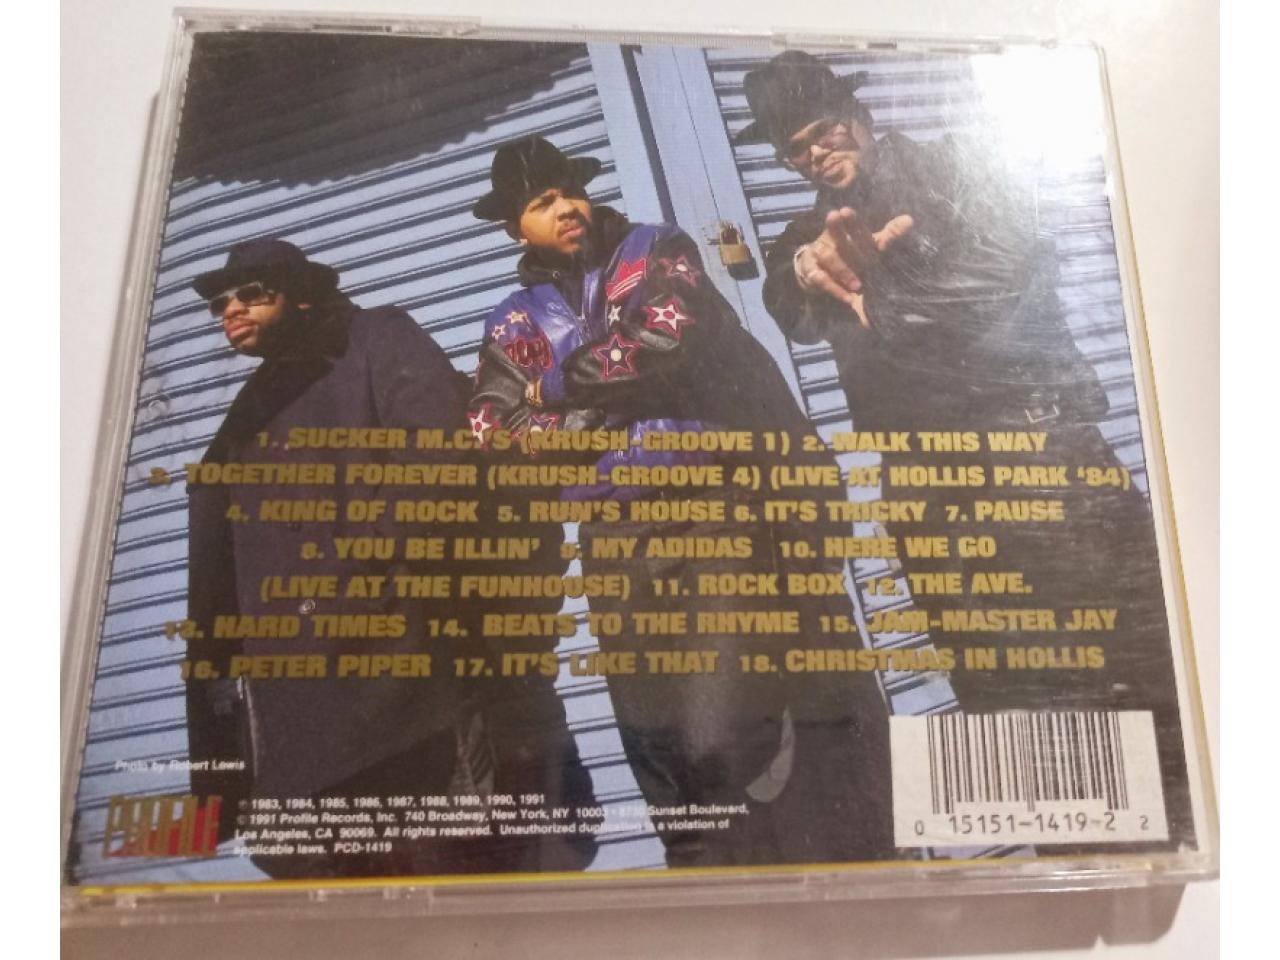 1. SUCKER M.C.'S (KRUSH-GROOVE 1) 2. WALK THIS WAY
3. TOGETHER FOREVER (KRUSH-GROOVE 4) (LIVE AT HOLLIS PARK '84)
4. KING OF ROCK 5. RUN'S HOUSE 6. IT'S TRICKY 7. PAUSE
8. YOU BE ILLIN' 9. MY ADIDAS 10. HERE WE GO
(LIVE AT THE FUNHOUSE) 11. ROCK BOX 12. THE AVE.
13. HARD TIMES 14. BEATS TO THE RHYME 15. JAM-MASTER JAY
16. PETER PIPER 17. IT'S LIKE THAT 18. CHRISTMAS IN HOLLIS
Photo by Robert Lewis
PROFILE
℗ 1983, 1984, 1985, 1986, 1987, 1988, 1989, 1990, 1991
© 1991 Profile Records, Inc. 740 Broadway, New York, NY 10003 • 8730 Sunset Boulevard,
Los Angeles, CA 90069. All rights reserved. Unauthorized duplication is a violation of
applicable laws. PCD-1419
0 15151-1419-2 2